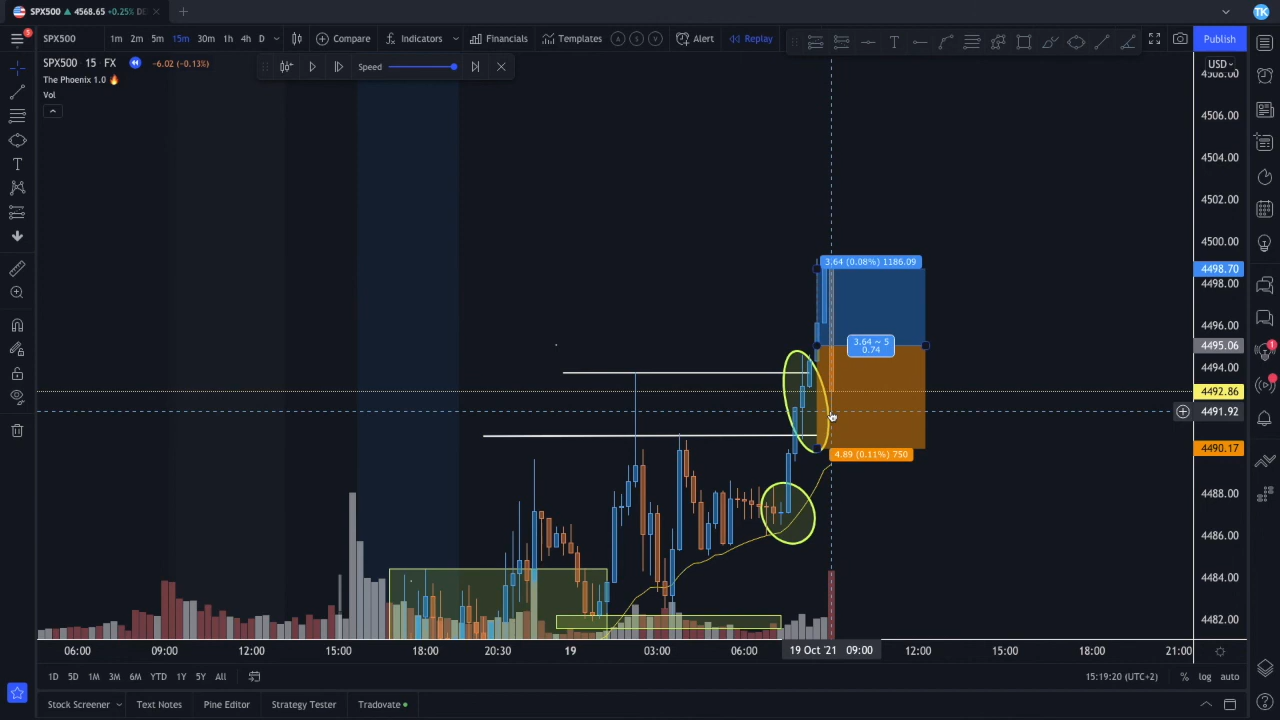 SPX500 ▲ 4568.65 +0.25% DE
TK
SPX500 1m 2m 5m 15m 30m 1h 4h D Compare Indicators Financials Templates A S V Alert Replay Publish
SPX500 · 15 · FX -6.02 (-0.13%)
Speed
The Phoenix 1.0 🔥
Vol
USD
4508.00
4506.00
4504.00
4502.00
4500.00
4498.70
4498.00
4496.00
4495.06
4494.00
4492.86
4491.92
4490.17
4488.00
4486.00
4484.00
4482.00
3.64 (0.08%) 1186.09
3.64 ~ 5
0.74
4.89 (0.11%) 750
06:00 09:00 12:00 15:00 18:00 20:30 19 03:00 06:00 19 Oct '21 09:00 12:00 15:00 18:00 21:00
1D 5D 1M 3M 6M YTD 1Y 5Y All 15:19:20 (UTC+2) % log auto
Stock Screener Text Notes Pine Editor Strategy Tester Tradovate